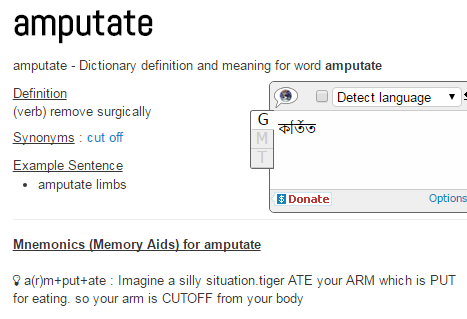 amputate
amputate - Dictionary definition and meaning for word amputate
Definition
(verb) remove surgically
Synonyms : cut off
Example Sentence
amputate limbs
Detect language
G
M
T
কর্তিত
Donate
Options
Mnemonics (Memory Aids) for amputate
a(r)m+put+ate : Imagine a silly situation.tiger ATE your ARM which is PUT
for eating. so your arm is CUTOFF from your body